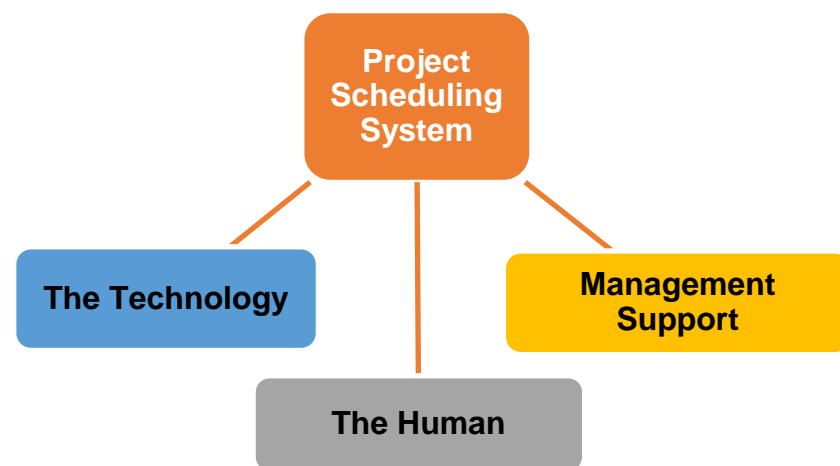 Project
Scheduling
System
The Technology
Management
Support
The Human